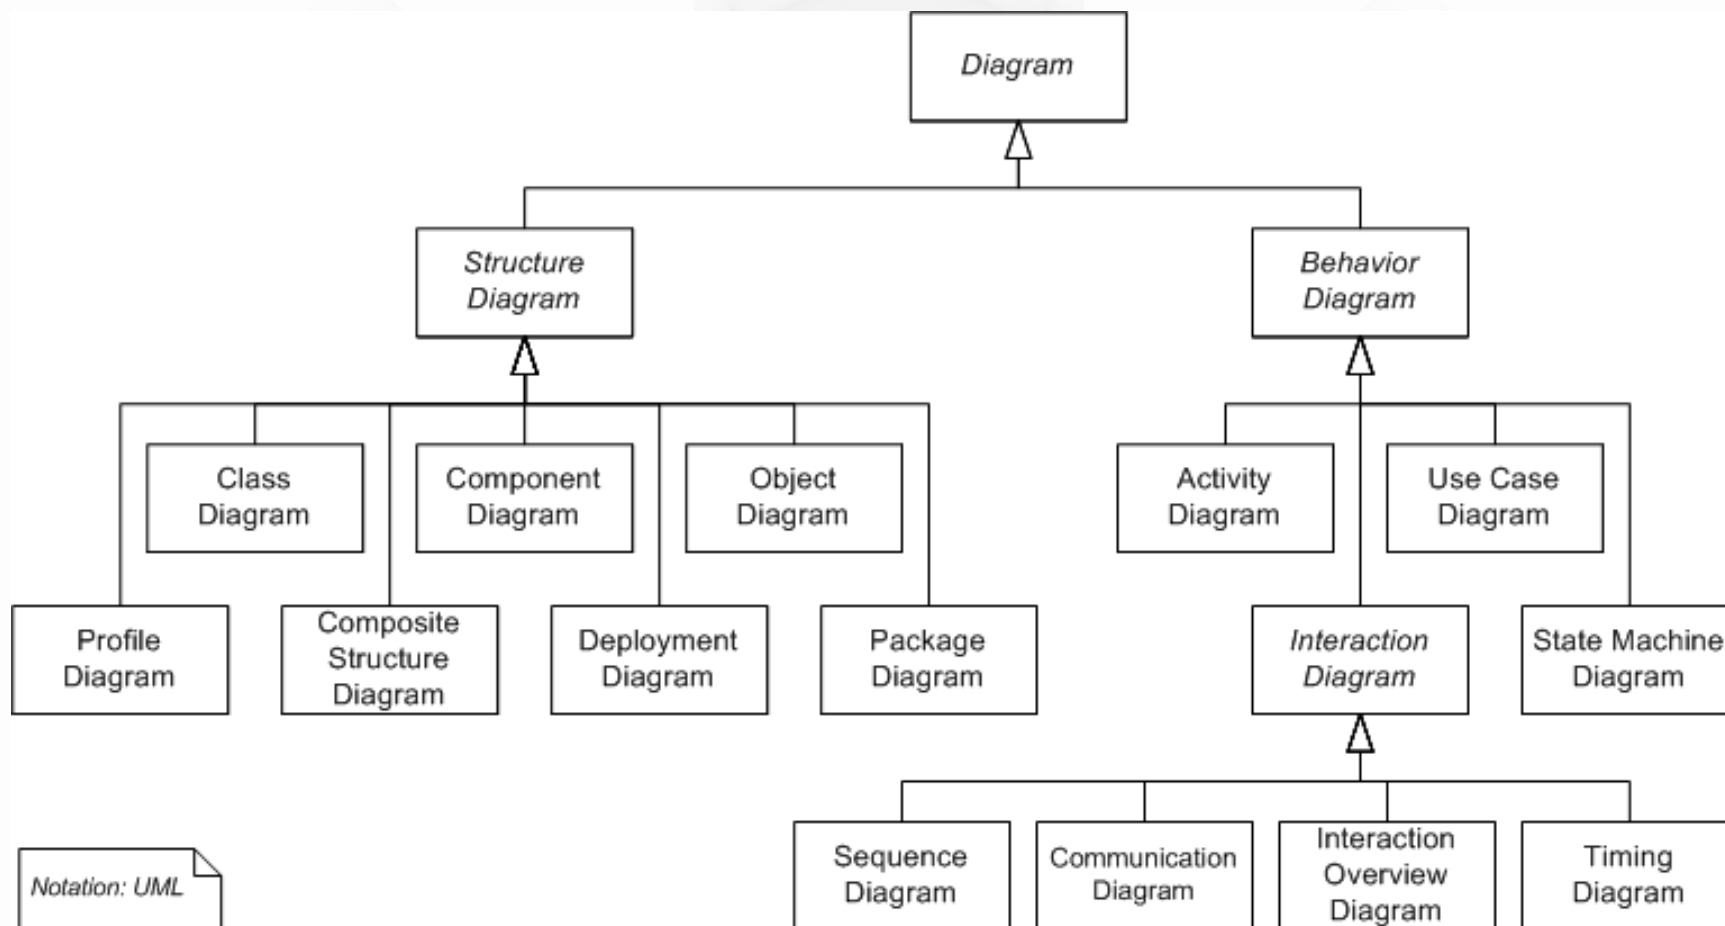 Diagram
Structure
Diagram
Behavior
Diagram
Class
Diagram
Component
Diagram
Object
Diagram
Activity
Diagram
Use Case
Diagram
Profile
Diagram
Composite
Structure
Diagram
Deployment
Diagram
Package
Diagram
Interaction
Diagram
State Machine
Diagram
Sequence
Diagram
Communication
Diagram
Interaction
Overview
Diagram
Timing
Diagram
Notation: UML